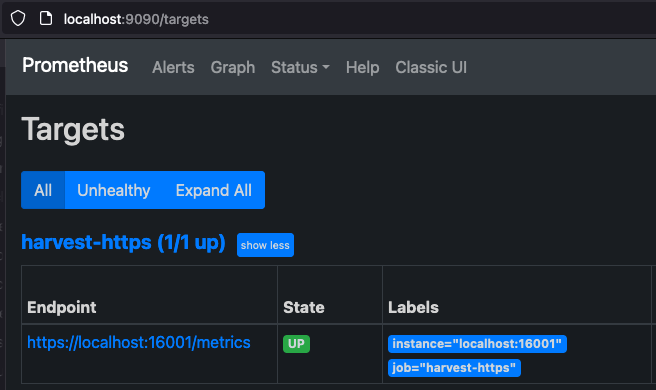 localhost:9090/targets
Prometheus Alerts Graph Status Help Classic UI
Targets
All Unhealthy Expand All
harvest-https (1/1 up) show less
Endpoint State Labels
https://localhost:16001/metrics UP instance="localhost:16001"
job="harvest-https"